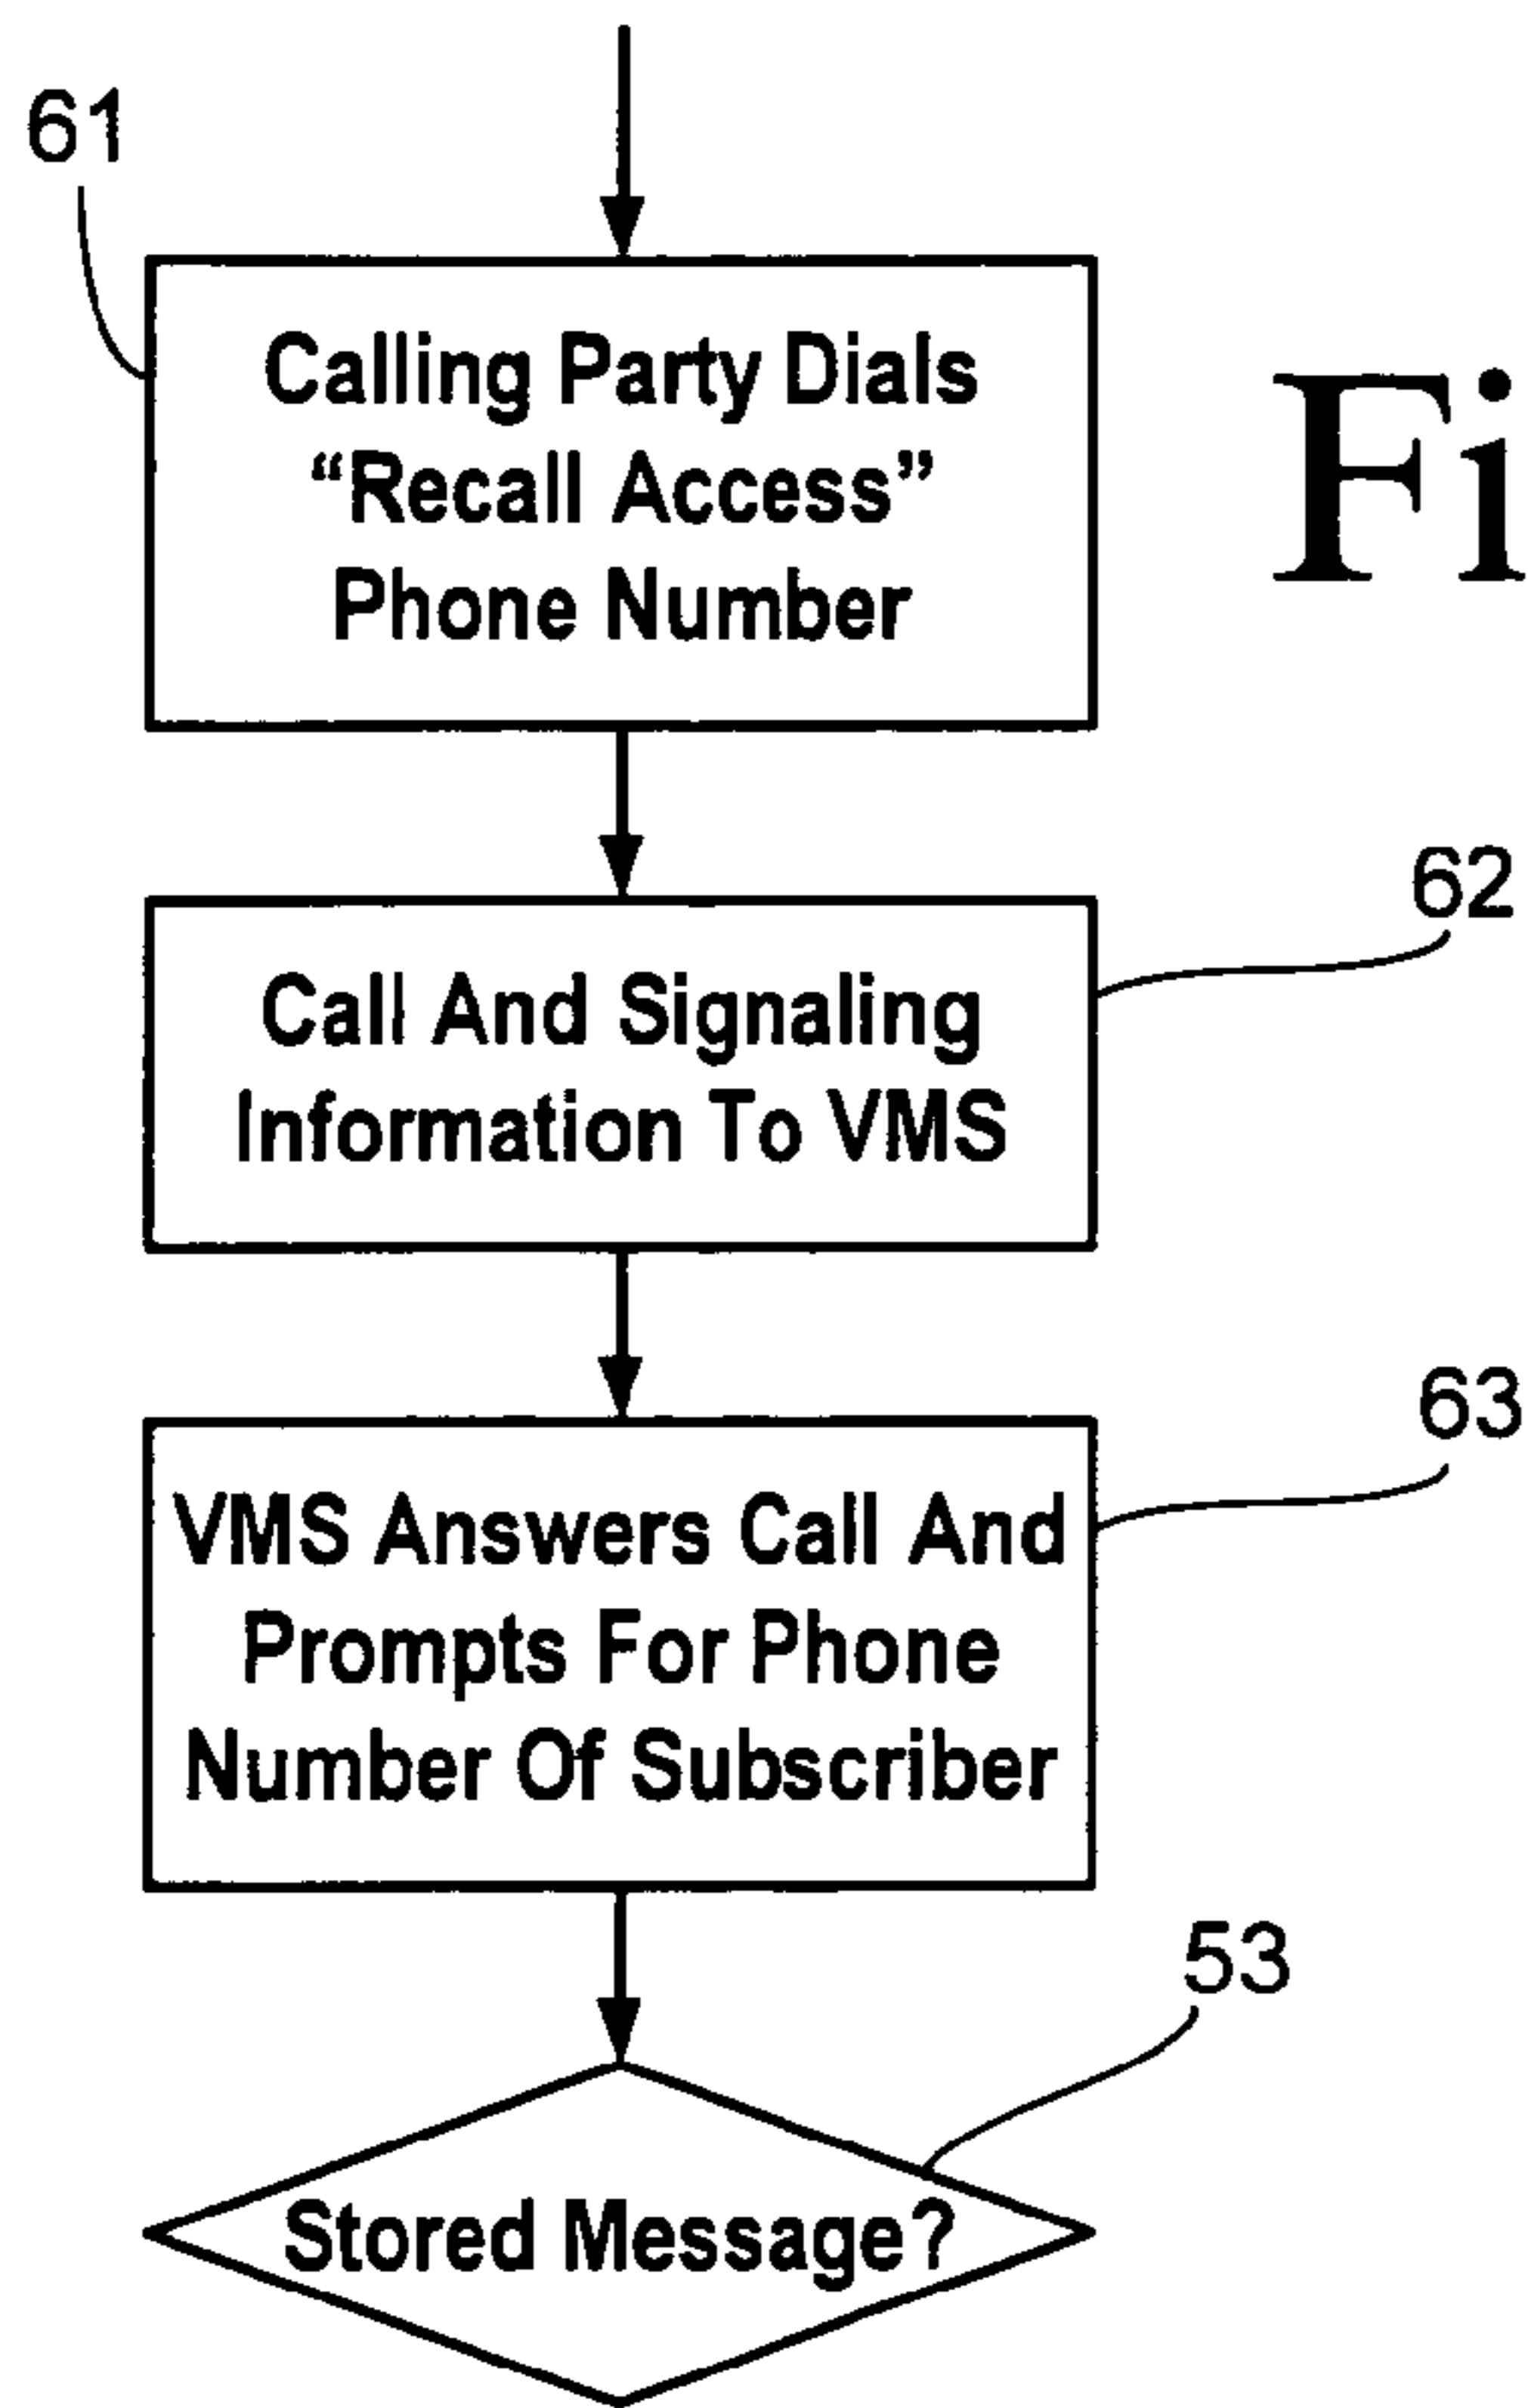 61
Calling Party Dials
“Recall Access”
Phone Number
Fi
62
Call And Signaling
Information To VMS
63
VMS Answers Call And
Prompts For Phone
Number Of Subscriber
53
Stored Message?